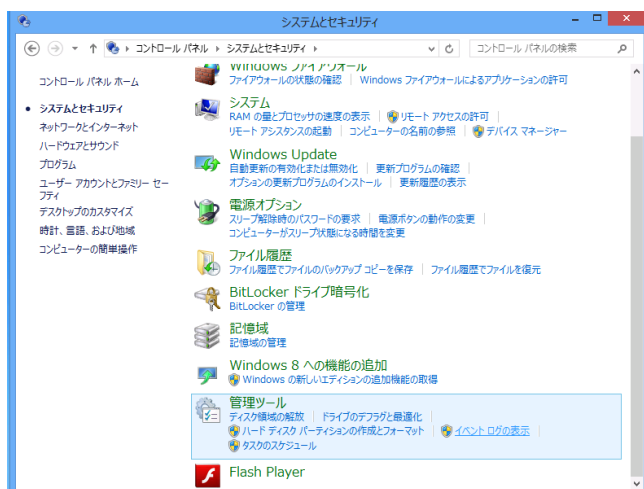 システムとセキュリティ
コントロール パネル システムとセキュリティ
コントロール パネルの検索
コントロール パネル ホーム
システムとセキュリティ
ネットワークとインターネット
ハードウェアとサウンド
プログラム
ユーザー アカウントとファミリー セー
フティ
デスクトップのカスタマイズ
時計、言語、および地域
コンピューターの簡単操作
Windows ファイアウォール
ファイアウォールの状態の確認 Windows ファイアウォールによるアプリケーションの許可
システム
RAM の量とプロセッサの速度の表示 リモート アクセスの許可
リモート アシスタンスの起動 コンピューターの名前の参照 デバイス マネージャー
Windows Update
自動更新の有効化または無効化 更新プログラムの確認
オプションの更新プログラムのインストール 更新履歴の表示
電源オプション
スリープ解除時のパスワードの要求 電源ボタンの動作の変更
コンピューターがスリープ状態になる時間を変更
ファイル履歴
ファイル履歴でファイルのバックアップ コピーを保存 ファイル履歴でファイルを復元
BitLocker ドライブ暗号化
BitLocker の管理
記憶域
記憶域の管理
Windows 8 への機能の追加
Windows の新しいエディションの追加機能の取得
管理ツール
ディスク領域の解放 ドライブのデフラグと最適化
ハード ディスク パーティションの作成とフォーマット イベント ログの表示
タスクのスケジュール
Flash Player